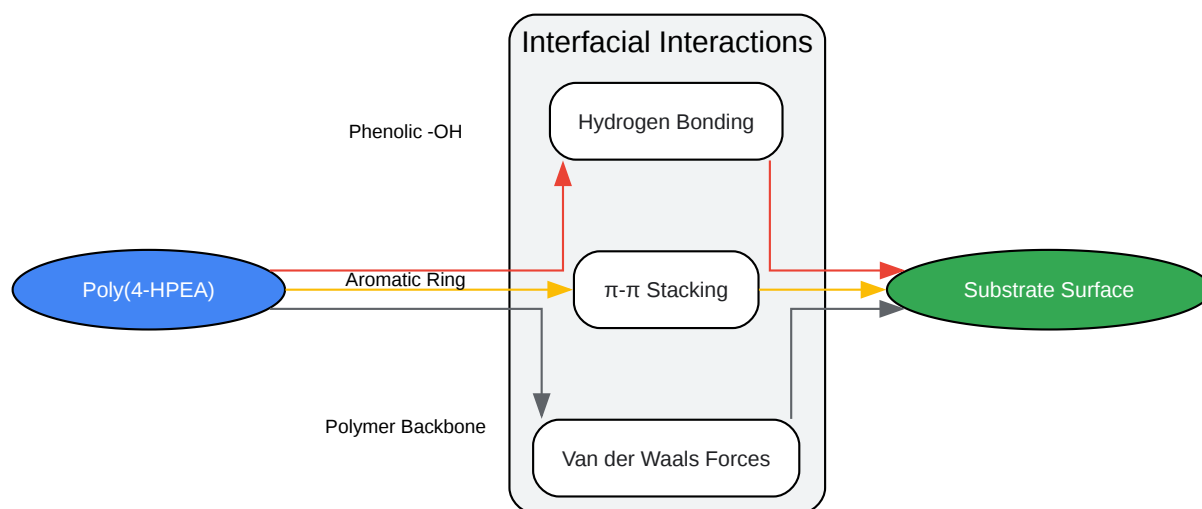 Interfacial Interactions
Phenolic -OH
Hydrogen Bonding
Poly(4-HPEA)
Aromatic Ring
π-π Stacking
Substrate Surface
Polymer Backbone
Van der Waals Forces